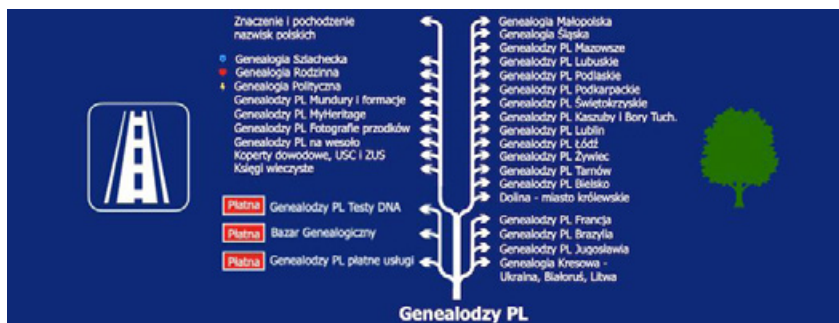 Znaczenie i pochodzenie
nazwisk polskich
Genealogia Szlachecka
Genealogia Rodzinna
Genealogia Polityczna
Genealodzy PL Mundury i formacje
Genealodzy PL MyHeritage
Genealodzy PL Fotografie przodków
Genealodzy PL na wesoło
Koperty dowodowe, USC i ZUS
Księgi wieczyste
Płatna Genealodzy PL Testy DNA
Płatna Bazar Genealogiczny
Płatna Genealodzy PL płatne usługi
Genealogia Małopolska
Genealogia Śląska
Genealodzy PL Mazowsze
Genealodzy PL Lubuskie
Genealodzy PL Podlaskie
Genealodzy PL Podkarpackie
Genealodzy PL Świętokrzyskie
Genealodzy PL Kaszuby i Bory Tuch.
Genealodzy PL Lublin
Genealodzy PL Łódź
Genealodzy PL Żywiec
Genealodzy PL Tarnów
Genealodzy PL Bielsko
Dolina - miasto królewskie
Genealodzy PL Francja
Genealodzy PL Brazylia
Genealodzy PL Jugosławia
Genealogia Kresowa -
Ukraina, Białoruś, Litwa
Genealodzy PL